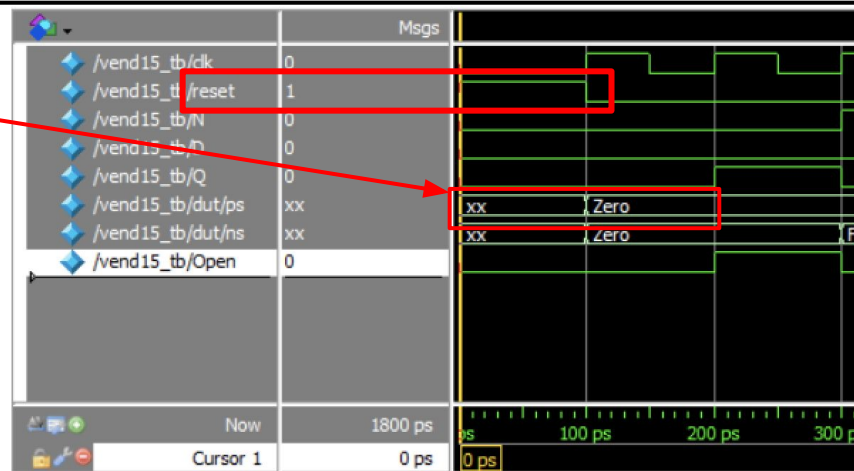 Msgs
/vend15_tb/clk 0
/vend15_tb/reset 1
/vend15_tb/N 0
/vend15_tb/D 0
/vend15_tb/Q 0
/vend15_tb/dut/ps xx xx Zero
/vend15_tb/dut/ns xx xx Zero F
/vend15_tb/Open 0
Now 1800 ps ps 100 ps 200 ps 300 p
Cursor 1 0 ps 0 ps